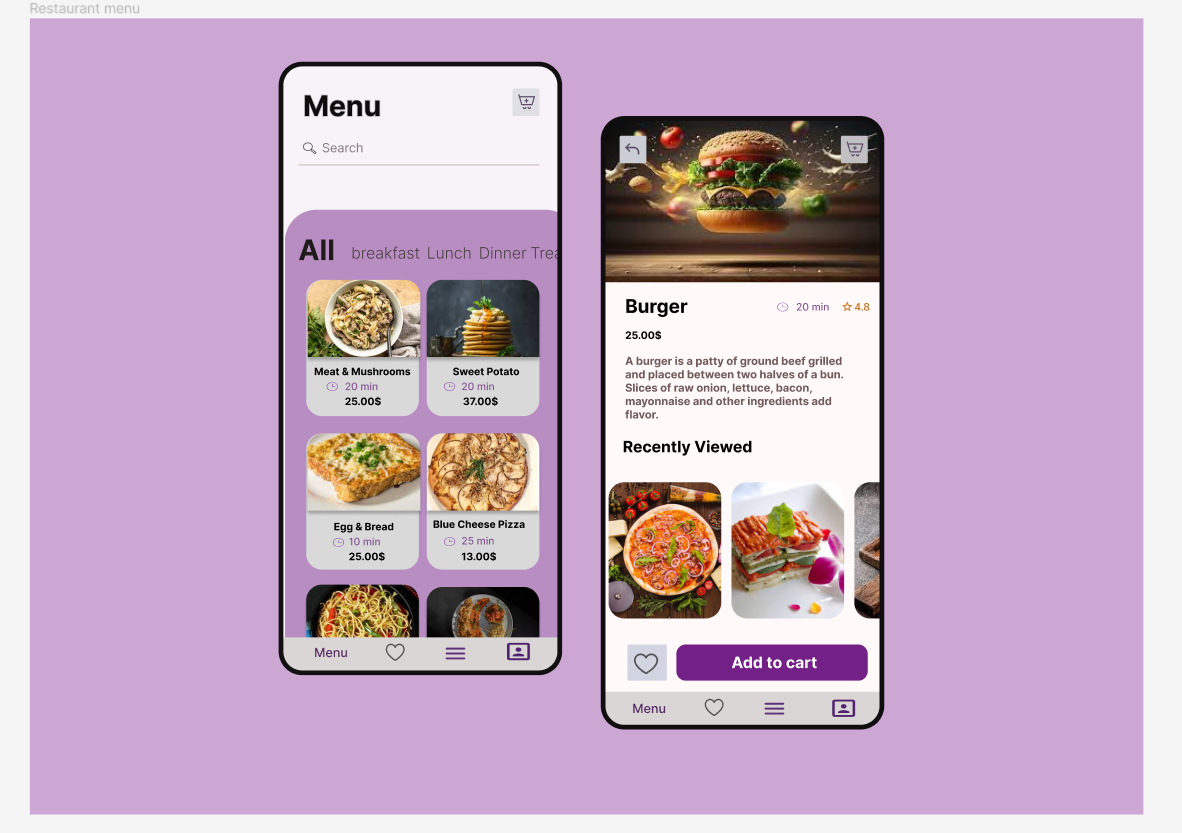 Restaurant menu
Menu
Search
All breakfast Lunch Dinner Trea
Meat & Mushrooms
20 min
25.00$
Sweet Potato
20 min
37.00$
Egg & Bread
10 min
25.00$
Blue Cheese Pizza
25 min
13.00$
Menu
Burger
20 min
4.8
25.00$
A burger is a patty of ground beef grilled
and placed between two halves of a bun.
Slices of raw onion, lettuce, bacon,
mayonnaise and other ingredients add
flavor.
Recently Viewed
Add to cart
Menu